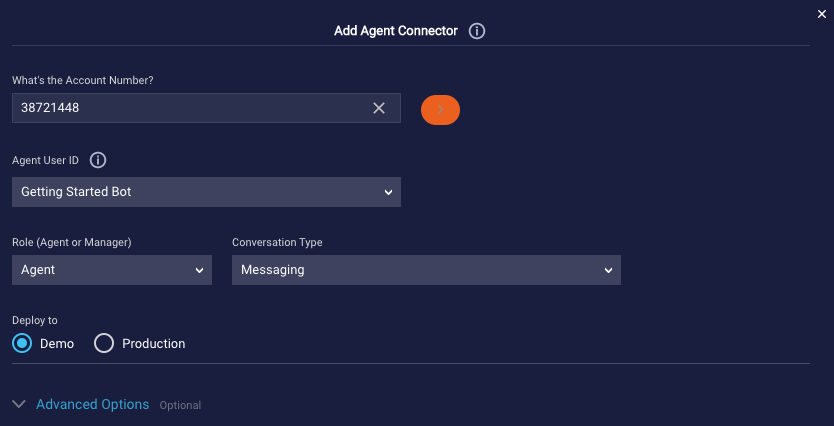 Add Agent Connector
What's the Account Number?
38721448
Agent User ID
Getting Started Bot
Role (Agent or Manager) Conversation Type
Agent Messaging
Deploy to
Demo Production
Advanced Options Optional